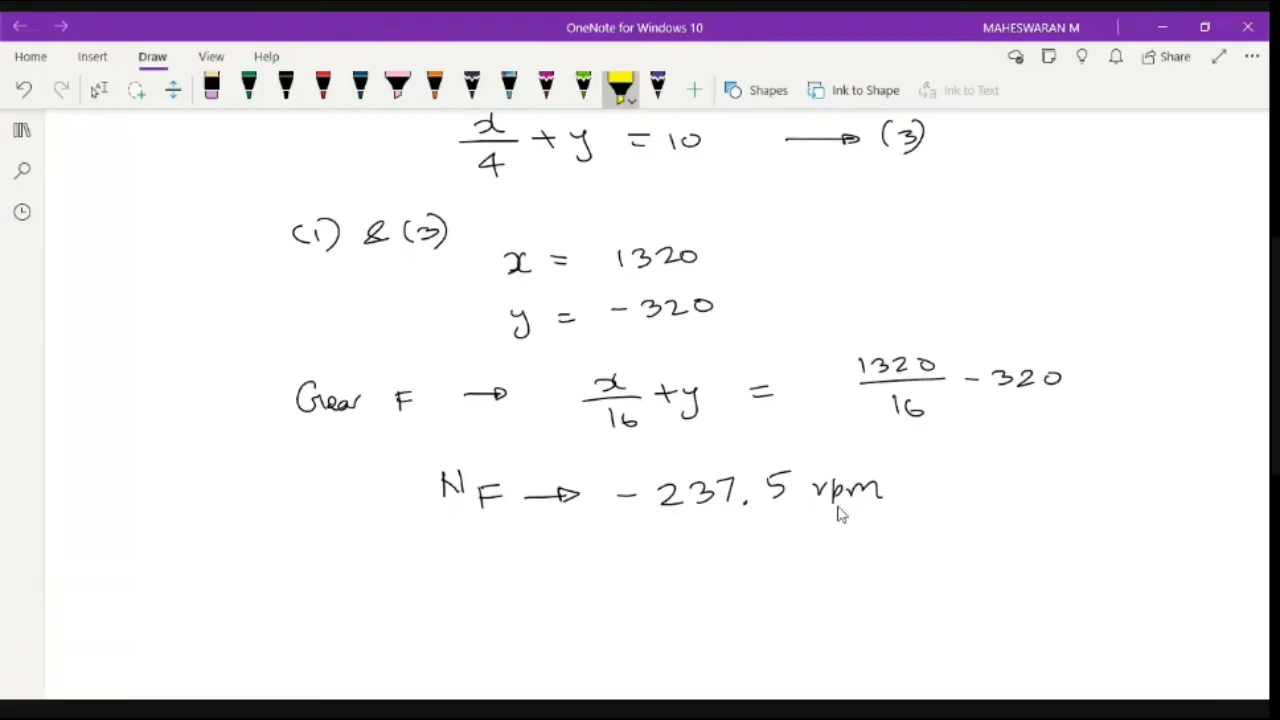 OneNote for Windows 10
MAHESWARAN M
Home Insert Draw View Help
Share
Shapes Ink to Shape Ink to Text
x/4 + y = 10 → (3)
(1) & (3)
x = 1320
y = - 320
Gear F → x/16 + y = 1320/16 - 320
N F → - 237.5 rpm